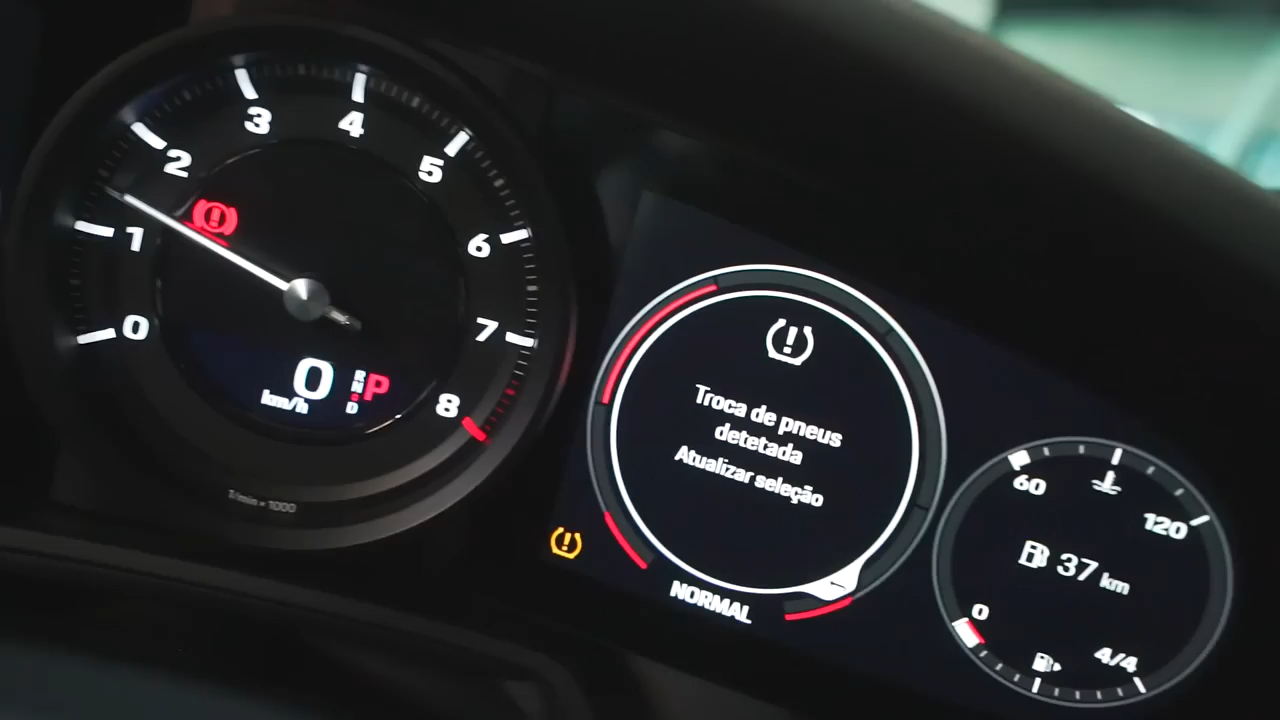 0
1
2
3
4
5
6
7
8
0
km/h
R
N
D
P
1/min × 1000
Troca de pneus
detetada
Atualizar seleção
NORMAL
60
120
37 km
0
4/4